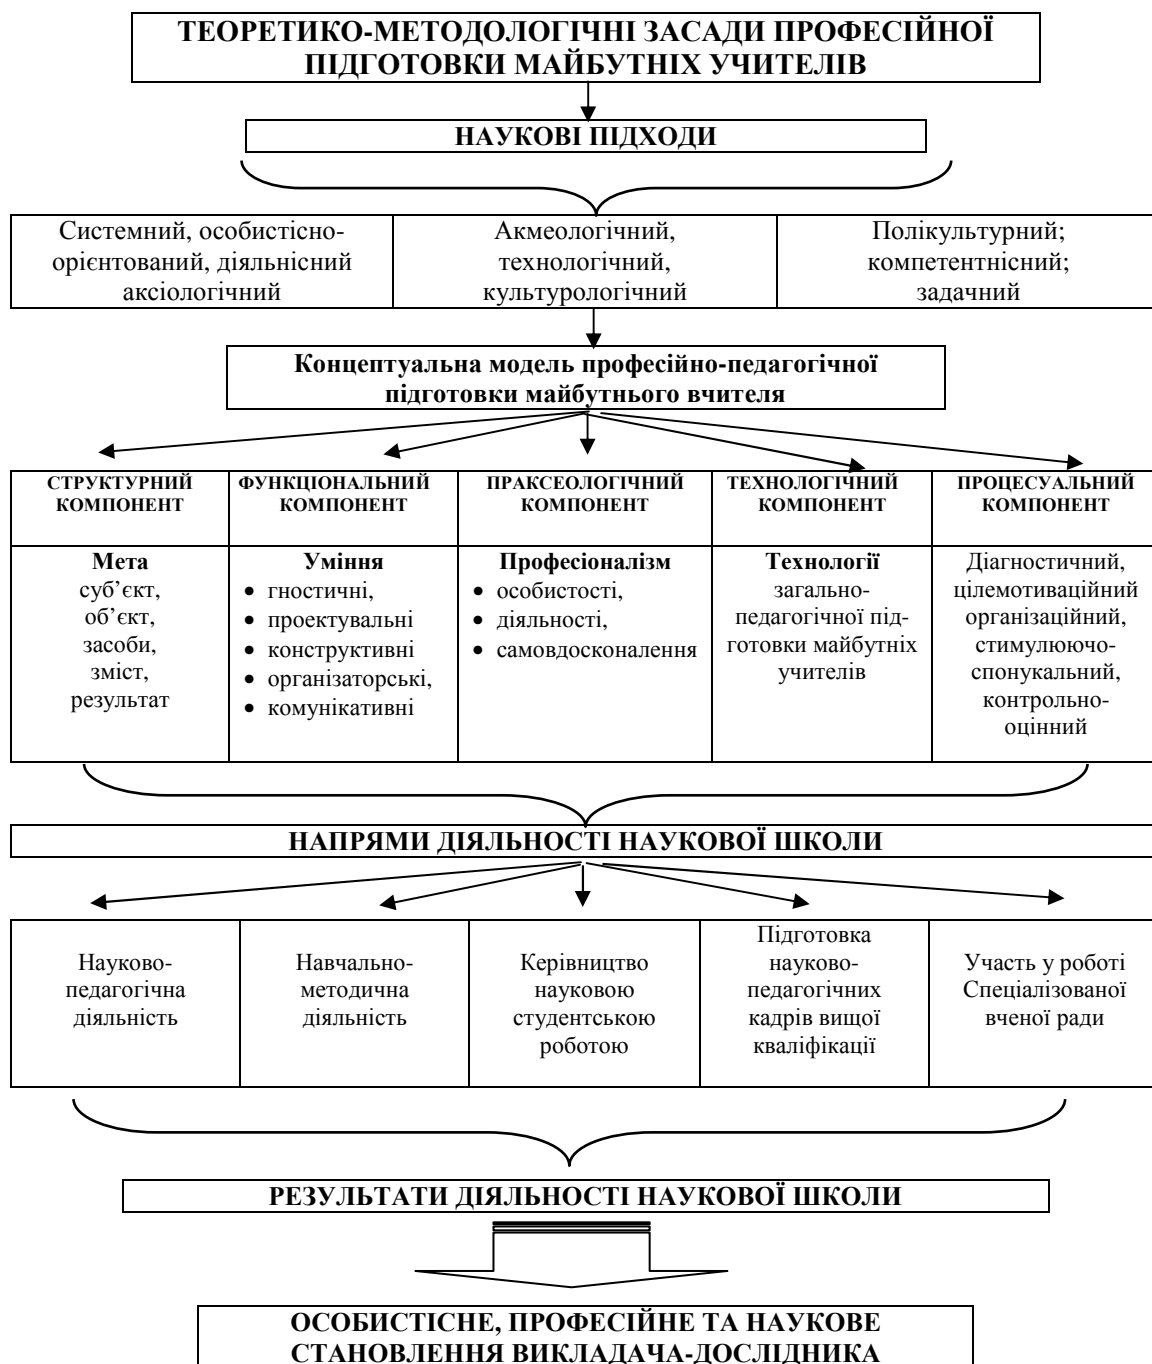 ТЕОРЕТИКО-МЕТОДОЛОГІЧНІ ЗАСАДИ ПРОФЕСІЙНОЇ
ПІДГОТОВКИ МАЙБУТНІХ УЧИТЕЛІВ
НАУКОВІ ПІДХОДИ
Системний, особистісно-
орієнтований, діяльнісний
аксіологічний
Акмеологічний,
технологічний,
культурологічний
Полікультурний;
компетентнісний;
задачний
Концептуальна модель професійно-педагогічної
підготовки майбутнього вчителя
СТРУКТУРНИЙ
КОМПОНЕНТ
ФУНКЦІОНАЛЬНИЙ
КОМПОНЕНТ
ПРАКСЕОЛОГІЧНИЙ
КОМПОНЕНТ
ТЕХНОЛОГІЧНИЙ
КОМПОНЕНТ
ПРОЦЕСУАЛЬНИЙ
КОМПОНЕНТ
Мета
суб’єкт,
об’єкт,
засоби,
зміст,
результат
Уміння
• гностичні,
• проектувальні
• конструктивні
• організаторські,
• комунікативні
Професіоналізм
• особистості,
• діяльності,
• самовдосконалення
Технології
загально-
педагогічної під-
готовки майбутніх
учителів
Діагностичний,
цілемотиваційний
організаційний,
стимулюючо-
спонукальний,
контрольно-
оцінний
НАПРЯМИ ДІЯЛЬНОСТІ НАУКОВОЇ ШКОЛИ
Науково-
педагогічна
діяльність
Навчально-
методична
діяльність
Керівництво
науковою
студентською
роботою
Підготовка
науково-
педагогічних
кадрів вищої
кваліфікації
Участь у роботі
Спеціалізованої
вченої ради
РЕЗУЛЬТАТИ ДІЯЛЬНОСТІ НАУКОВОЇ ШКОЛИ
ОСОБИСТІСНЕ, ПРОФЕСІЙНЕ ТА НАУКОВЕ
СТАНОВЛЕННЯ ВИКЛАДАЧА-ДОСЛІДНИКА